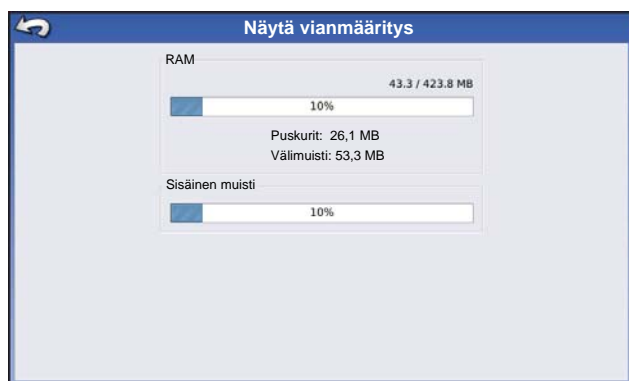 Näytä vianmääritys
RAM
43.3 / 423.8 MB
10%
Puskurit: 26,1 MB
Välimuisti: 53,3 MB
Sisäinen muisti
10%